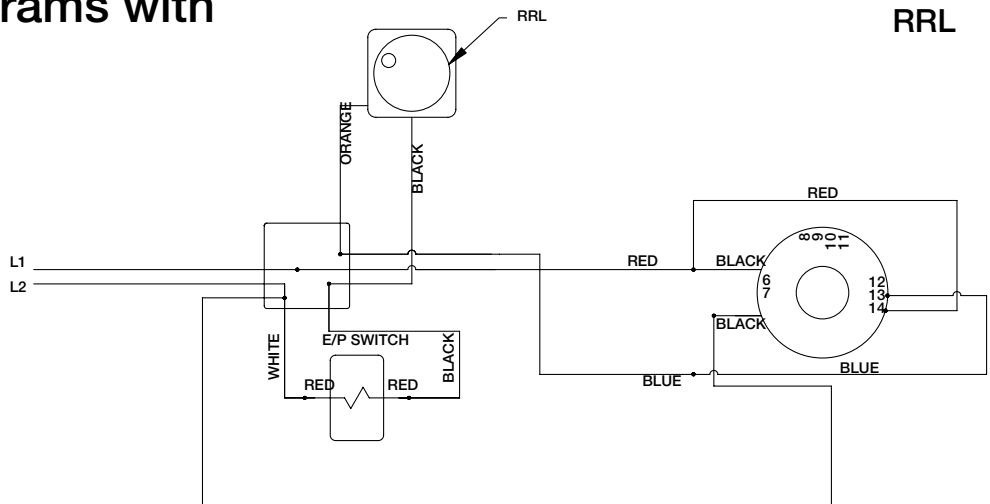 rams with
RRL
RRL
ORANGE
BLACK
RED
L1
RED
BLACK
L2
6
7
8
9
10
11
12
13
14
BLACK
E/P SWITCH
WHITE
BLACK
RED
RED
BLUE
BLUE